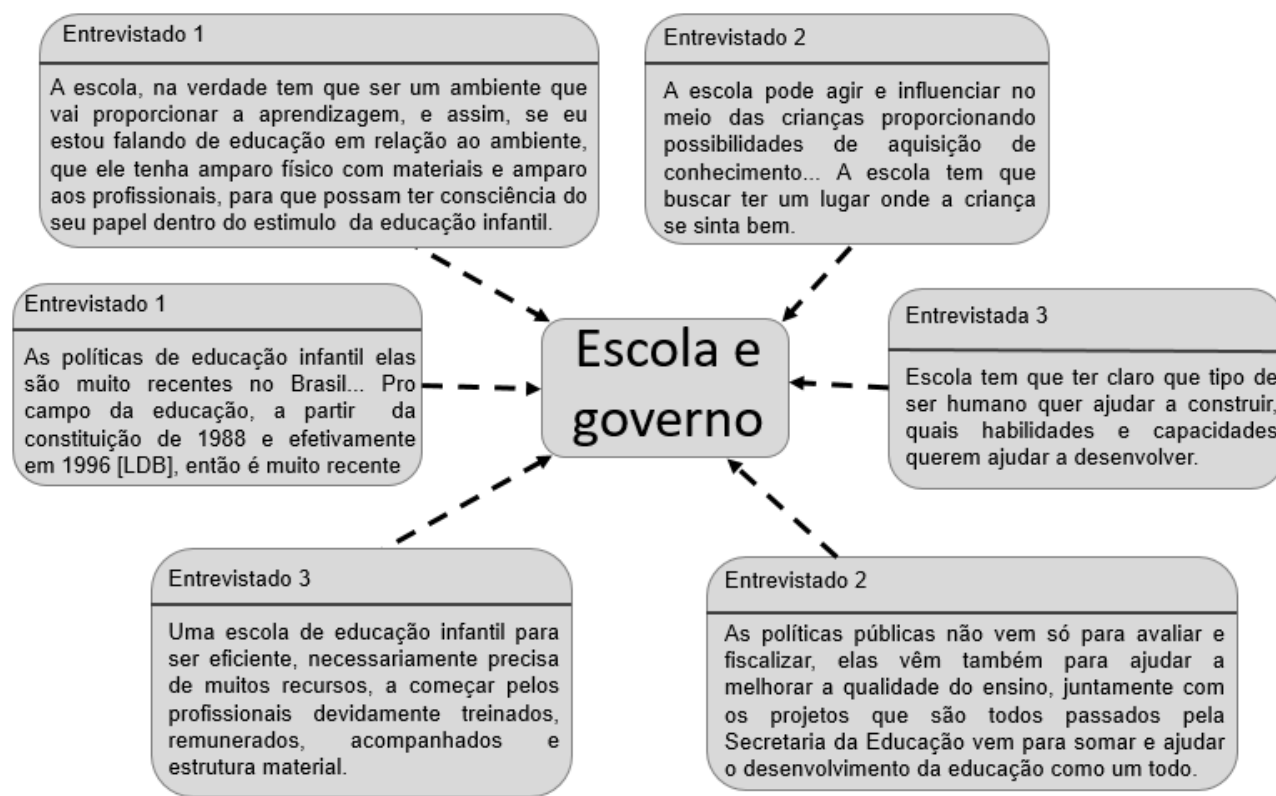 Entrevistado 1
A escola, na verdade tem que ser um ambiente que
vai proporcionar a aprendizagem, e assim, se eu
estou falando de educação em relação ao ambiente,
que ele tenha amparo físico com materiais e amparo
aos profissionais, para que possam ter consciência do
seu papel dentro do estimulo da educação infantil.
Entrevistado 2
A escola pode agir e influenciar no
meio das crianças proporcionando
possibilidades de aquisição de
conhecimento... A escola tem que
buscar ter um lugar onde a criança
se sinta bem.
Entrevistado 1
As políticas de educação infantil elas
são muito recentes no Brasil... Pro
campo da educação, a partir da
constituição de 1988 e efetivamente
em 1996 [LDB], então é muito recente
Escola e
governo
Entrevistada 3
Escola tem que ter claro que tipo de
ser humano quer ajudar a construir,
quais habilidades e capacidades
querem ajudar a desenvolver.
Entrevistado 3
Uma escola de educação infantil para
ser eficiente, necessariamente precisa
de muitos recursos, a começar pelos
profissionais devidamente treinados,
remunerados, acompanhados e
estrutura material.
Entrevistado 2
As políticas públicas não vem só para avaliar e
fiscalizar, elas vêm também para ajudar a
melhorar a qualidade do ensino, juntamente com
os projetos que são todos passados pela
Secretaria da Educação vem para somar e ajudar
o desenvolvimento da educação como um todo.